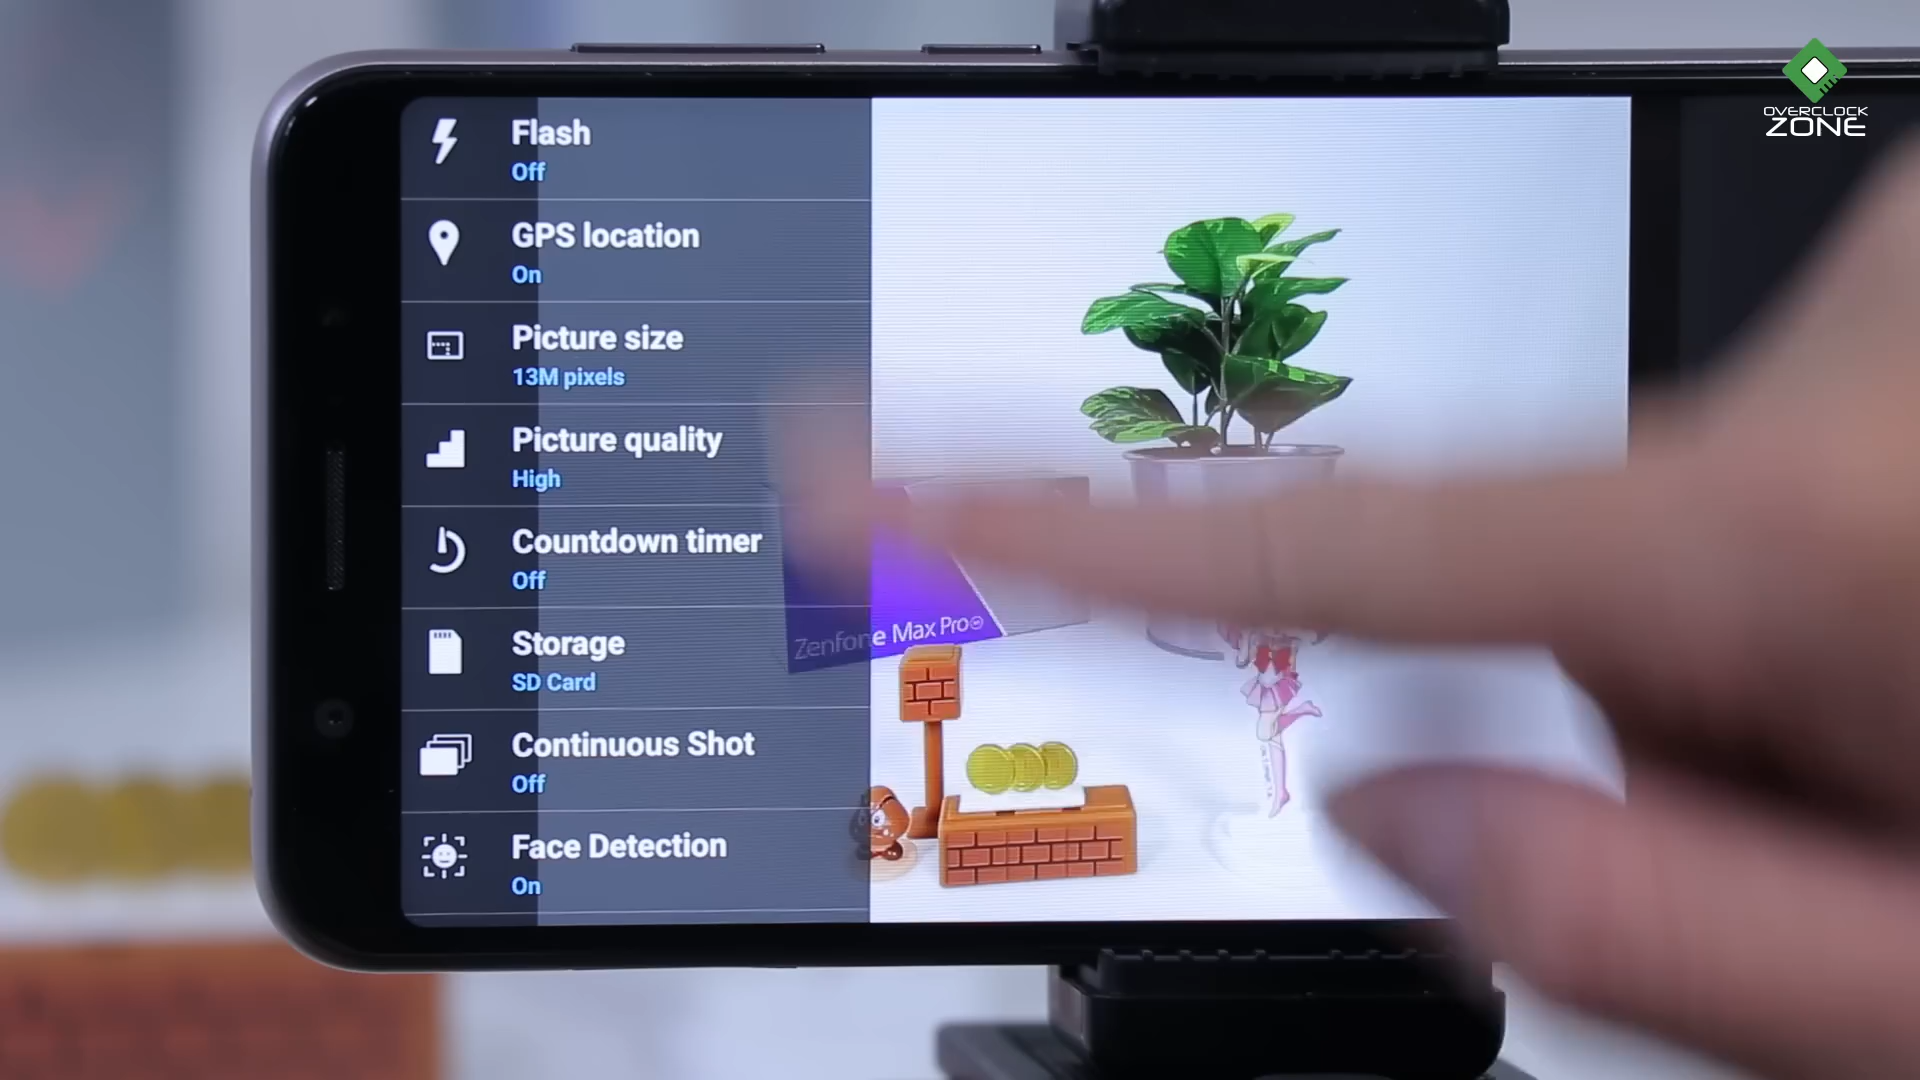 Flash
Off
GPS location
On
Picture size
13M pixels
Picture quality
High
Countdown timer
Off
Storage
SD Card
Continuous Shot
Off
Face Detection
On
Zenfone Max Pro
OVERCLOCK
ZONE